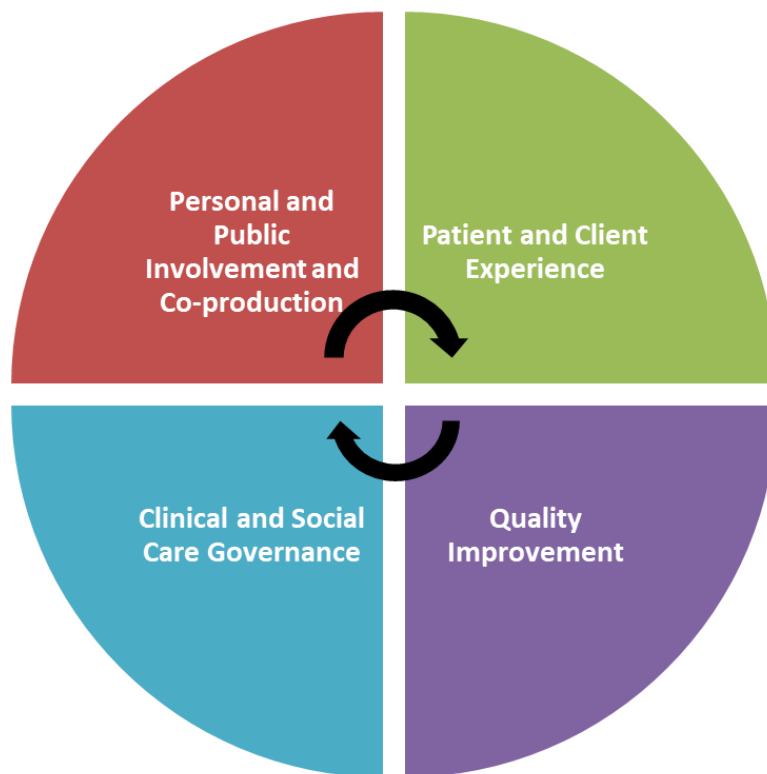 Personal and
Public
Involvement and
Co-production
Patient and Client
Experience
Clinical and Social
Care Governance
Quality
Improvement